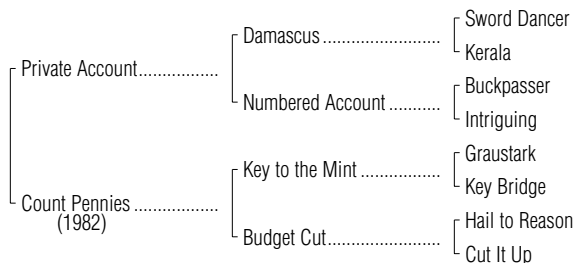 Sword Dancer
Damascus ........................
Kerala
Private Account.................
Buckpasser
Numbered Account ...........
Intriguing
Graustark
Key to the Mint .................
Key Bridge
Count Pennies ..................
(1982)
Hail to Reason
Budget Cut.......................
Cut It Up